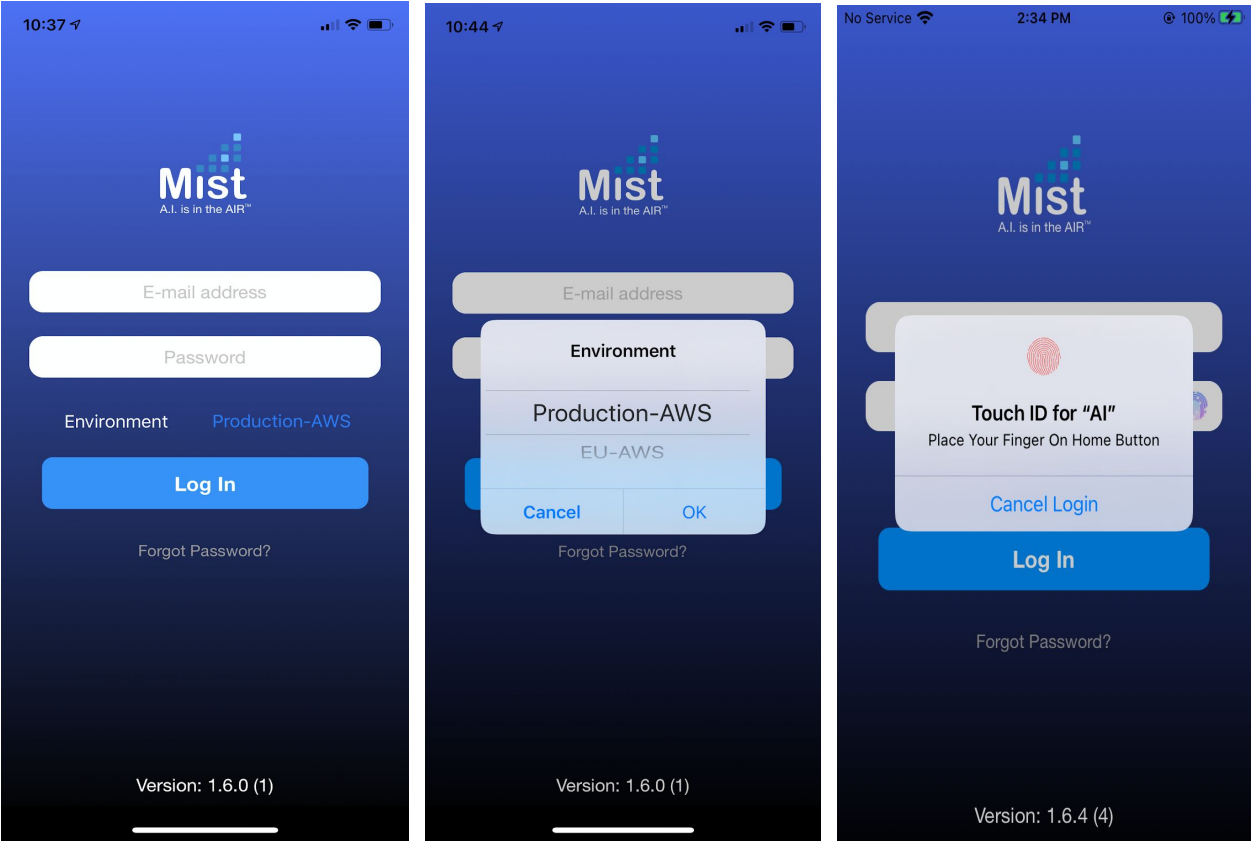 10:37
Mist
A.I. is in the AIR™
E-mail address
Password
Environment Production-AWS
Log In
Forgot Password?
Version: 1.6.0 (1)
10:44
Mist
A.I. is in the AIR™
E-mail address
Environment
Production-AWS
EU-AWS
Cancel OK
Forgot Password?
Version: 1.6.0 (1)
No Service 2:34 PM 100%
Mist
A.I. is in the AIR™
Touch ID for “AI”
Place Your Finger On Home Button
Cancel Login
Log In
Forgot Password?
Version: 1.6.4 (4)